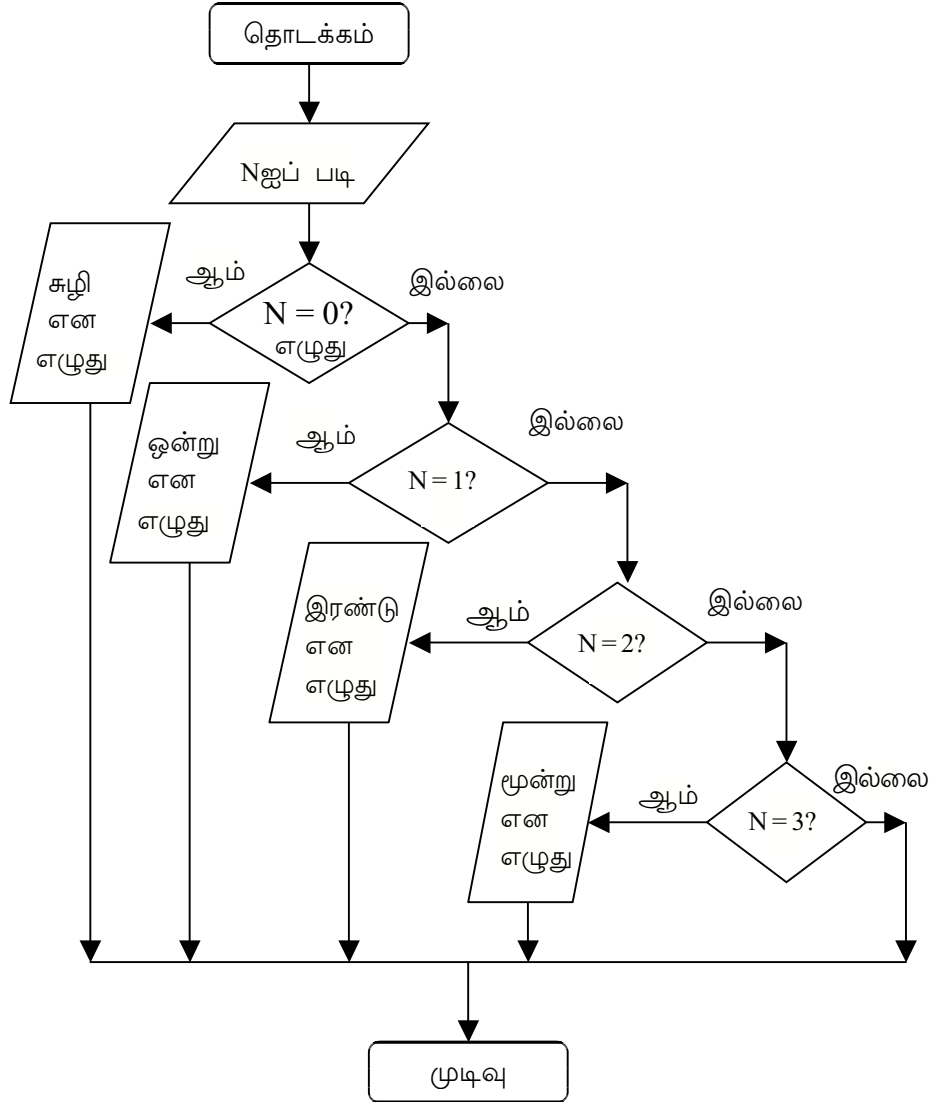 தொடக்கம்
Nஐப் படி
ஆம்
இல்லை
சுழி
என
எழுது
N = 0?
எழுது
ஆம்
இல்லை
ஒன்று
என
எழுது
N = 1?
ஆம்
இல்லை
இரண்டு
என
எழுது
N = 2?
ஆம்
இல்லை
மூன்று
என
எழுது
N = 3?
முடிவு